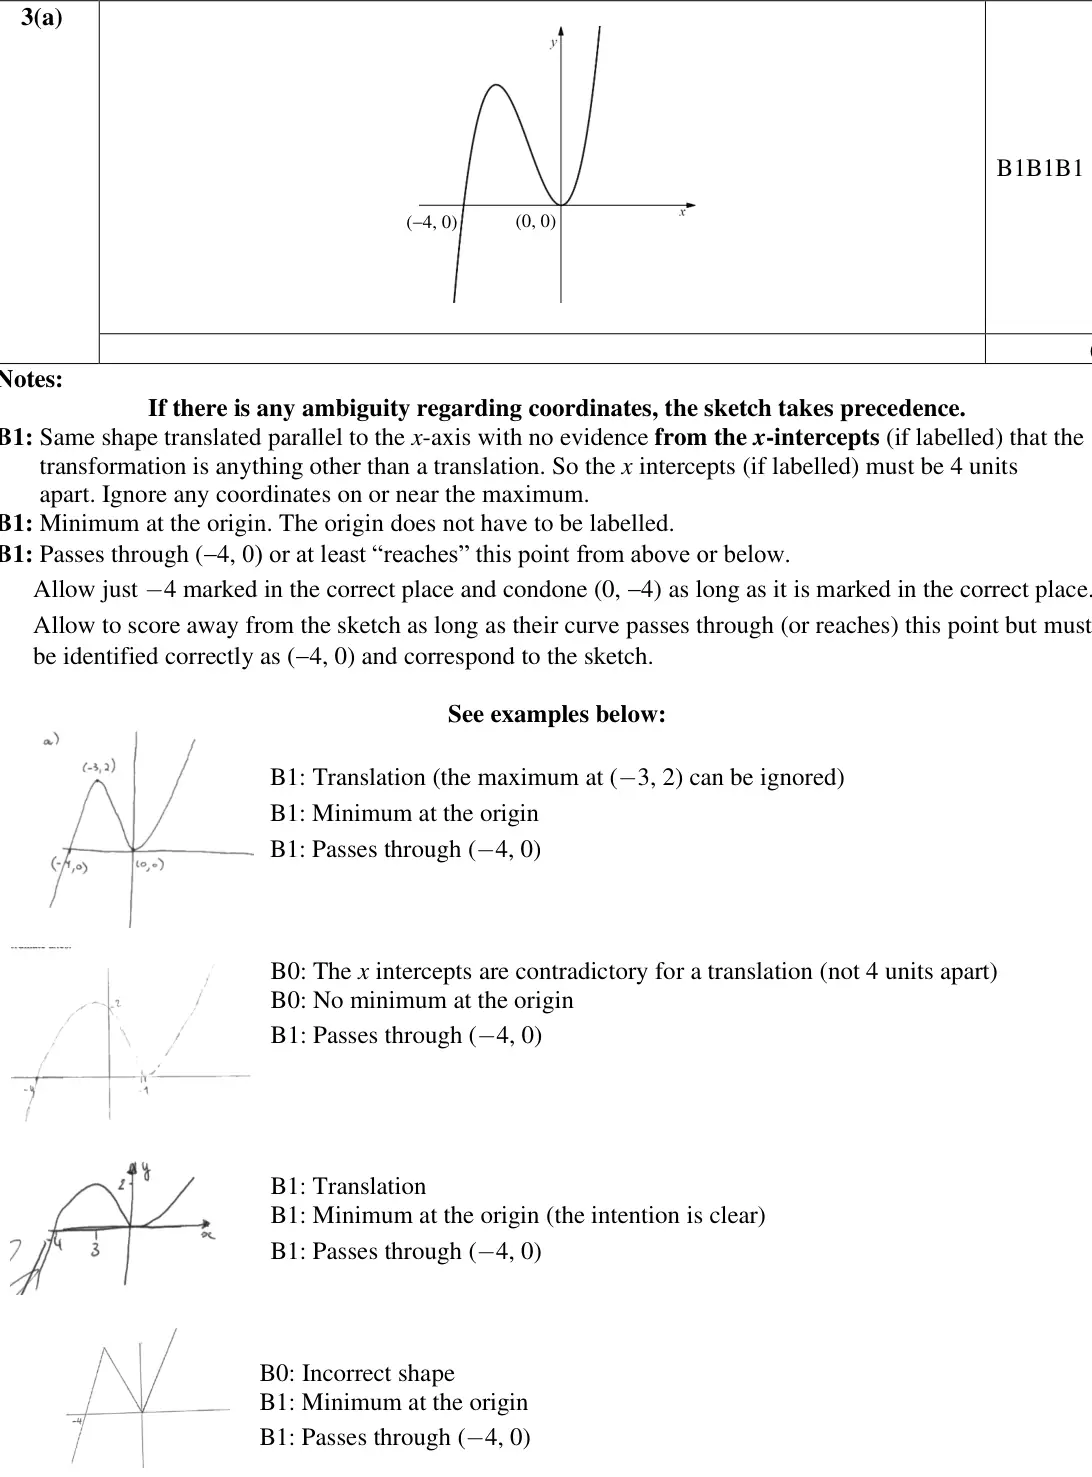 3(a)
y
B1B1B1
x
(–4, 0)
(0, 0)
Notes:
If there is any ambiguity regarding coordinates, the sketch takes precedence.
B1: Same shape translated parallel to the x-axis with no evidence from the x-intercepts (if labelled) that the
transformation is anything other than a translation. So the x intercepts (if labelled) must be 4 units
apart. Ignore any coordinates on or near the maximum.
B1: Minimum at the origin. The origin does not have to be labelled.
B1: Passes through (–4, 0) or at least “reaches” this point from above or below.
Allow just −4 marked in the correct place and condone (0, –4) as long as it is marked in the correct place.
Allow to score away from the sketch as long as their curve passes through (or reaches) this point but must
be identified correctly as (–4, 0) and correspond to the sketch.
See examples below:
a)
(-3,2)
B1: Translation (the maximum at (−3, 2) can be ignored)
B1: Minimum at the origin
B1: Passes through (−4, 0)
(-4,0)
(0,0)
B0: The x intercepts are contradictory for a translation (not 4 units apart)
B0: No minimum at the origin
2
B1: Passes through (−4, 0)
-4
-1
y
2
B1: Translation
B1: Minimum at the origin (the intention is clear)
x
B1: Passes through (−4, 0)
-4
3
B0: Incorrect shape
B1: Minimum at the origin
-4
B1: Passes through (−4, 0)